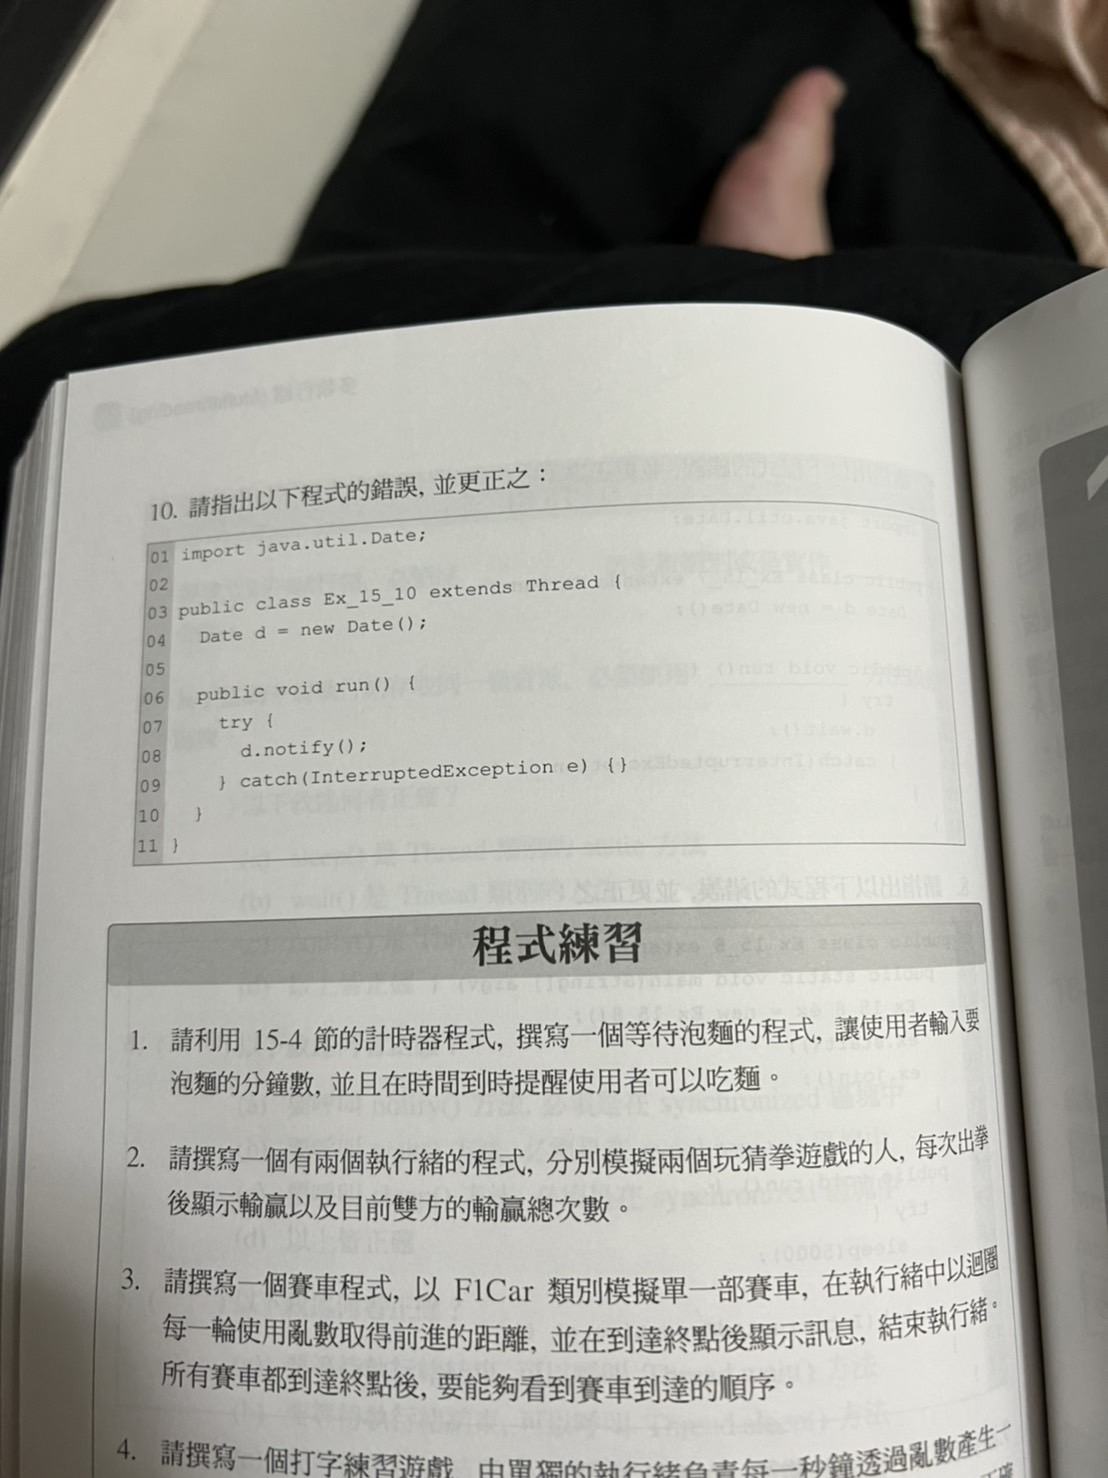 10. 請指出以下程式的錯誤, 並更正之：
01 import java.util.Date;
02
03 public class Ex_15_10 extends Thread {
04 Date d = new Date();
05
06 public void run() {
07 try {
08 d.notify();
09 } catch(InterruptedException e) {}
10 }
11 }
程式練習
1. 請利用 15-4 節的計時器程式, 撰寫一個等待泡麵的程式, 讓使用者輸入要
泡麵的分鐘數, 並且在時間到時提醒使用者可以吃麵。
2. 請撰寫一個有兩個執行緒的程式, 分別模擬兩個玩猜拳遊戲的人, 每次出拳
後顯示輸贏以及目前雙方的輸贏總次數。
3. 請撰寫一個賽車程式, 以 F1Car 類別模擬單一部賽車, 在執行緒中以迴圈
每一輪使用亂數取得前進的距離, 並在到達終點後顯示訊息, 結束執行緒。
所有賽車都到達終點後, 要能夠看到賽車到達的順序。
4. 請撰寫一個打字練習遊戲, 由單獨的執行緒負責每一秒鐘透過亂數產生一